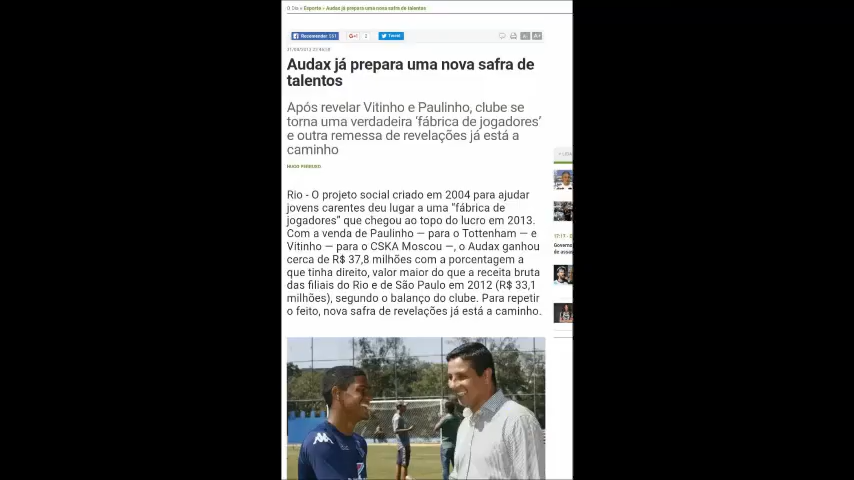 O Dia » Esporte » Audax já prepara uma nova safra de talentos
Recomendar 551 G+1 2 Tweet A- A+
Audax já prepara uma nova safra de
talentos
Após revelar Vitinho e Paulinho, clube se
torna uma verdadeira ‘fábrica de jogadores’
e outra remessa de revelações já está a
caminho
HUGO PERRUSO
Rio - O projeto social criado em 2004 para ajudar
jovens carentes deu lugar a uma “fábrica de
jogadores” que chegou ao topo do lucro em 2013.
Com a venda de Paulinho — para o Tottenham — e
Vitinho — para o CSKA Moscou —, o Audax ganhou
cerca de R$ 37,8 milhões com a porcentagem a
que tinha direito, valor maior do que a receita bruta
das filiais do Rio e de São Paulo em 2012 (R$ 33,1
milhões), segundo o balanço do clube. Para repetir
o feito, nova safra de revelações já está a caminho.